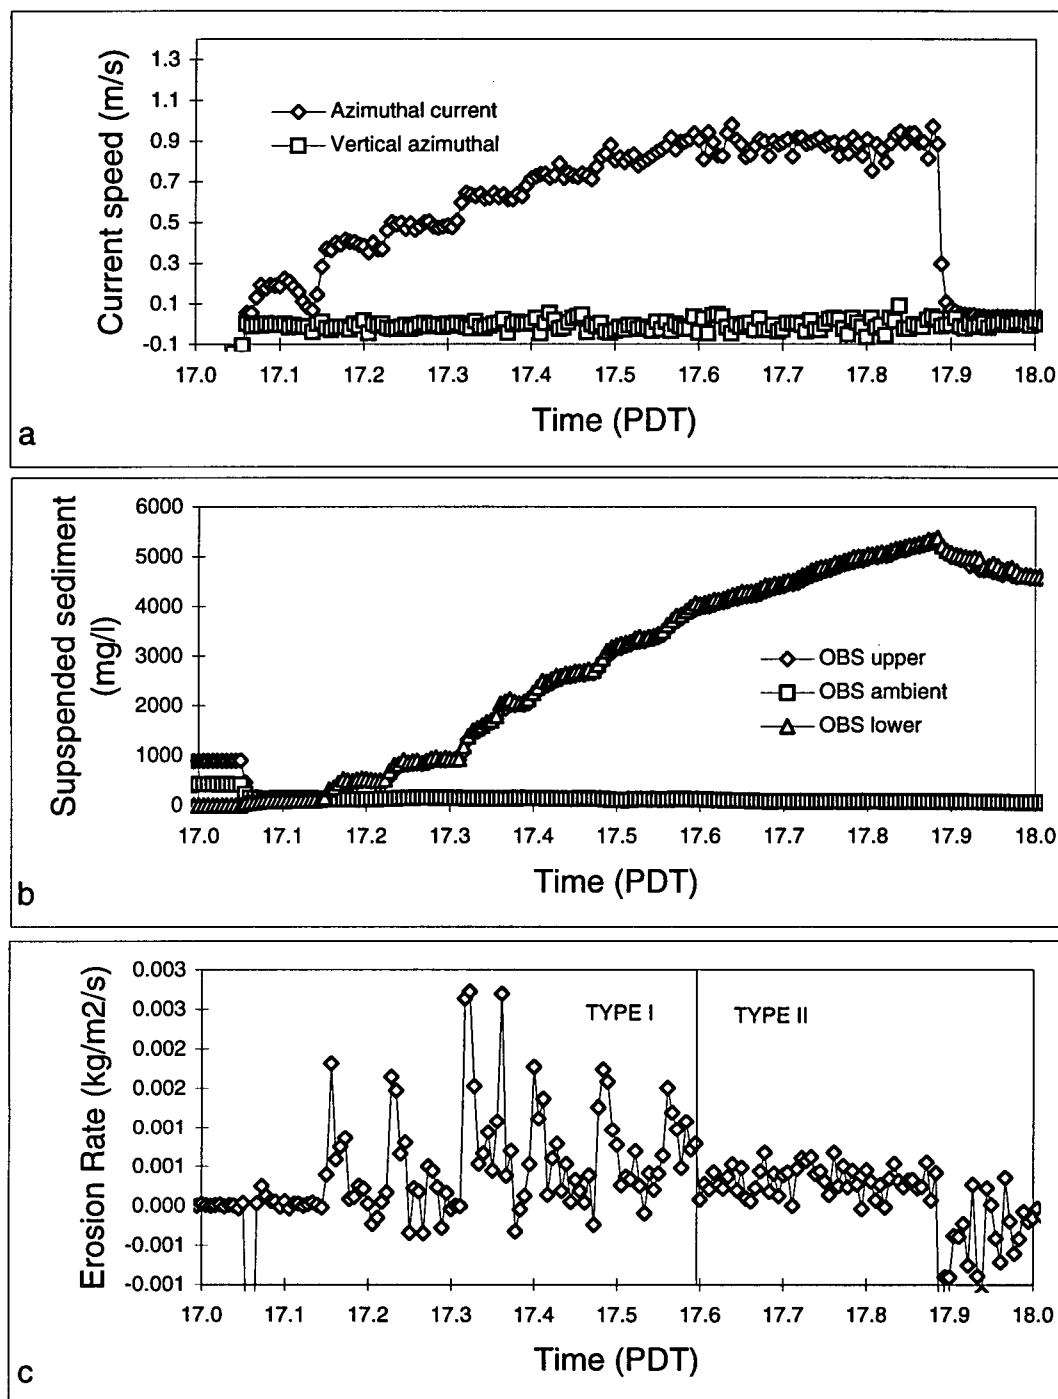 Current speed (m/s)
1.3
1.1
0.9
0.7
0.5
0.3
0.1
-0.1
Azimuthal current
Vertical azimuthal
17.0 17.1 17.2 17.3 17.4 17.5 17.6 17.7 17.8 17.9 18.0
Time (PDT)
a
Supspended sediment
(mg/l)
6000
5000
4000
3000
2000
1000
0
OBS upper
OBS ambient
OBS lower
17.0 17.1 17.2 17.3 17.4 17.5 17.6 17.7 17.8 17.9 18.0
Time (PDT)
b
Erosion Rate (kg/m2/s)
0.003
0.003
0.002
0.002
0.001
0.001
0.000
-0.001
-0.001
TYPE I
TYPE II
17.0 17.1 17.2 17.3 17.4 17.5 17.6 17.7 17.8 17.9 18.0
Time (PDT)
c